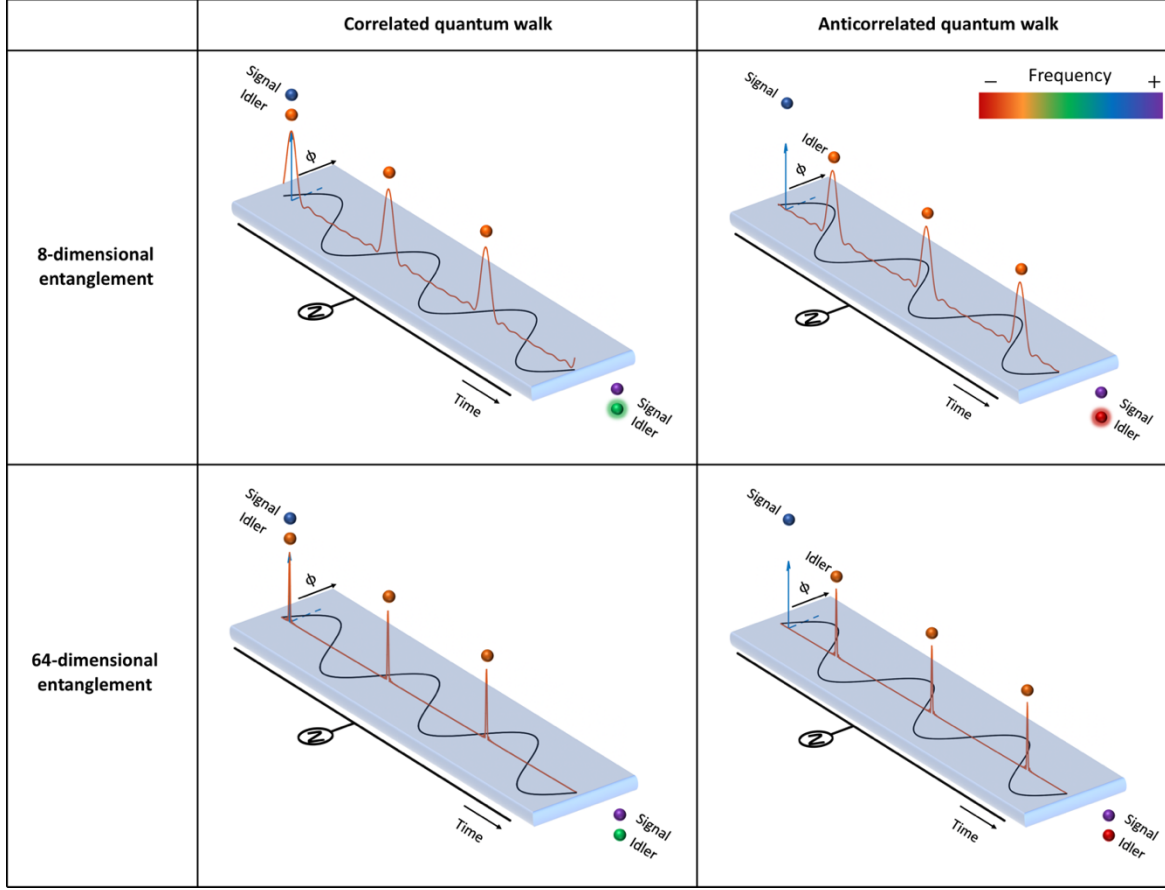 Correlated quantum walk
Anticorrelated quantum walk
8-dimensional
entanglement
Signal
Idler
ϕ
Time
Signal
Idler
− Frequency +
Signal
Idler
ϕ
Time
Signal
Idler
64-dimensional
entanglement
Signal
Idler
ϕ
Time
Signal
Idler
Signal
Idler
ϕ
Time
Signal
Idler